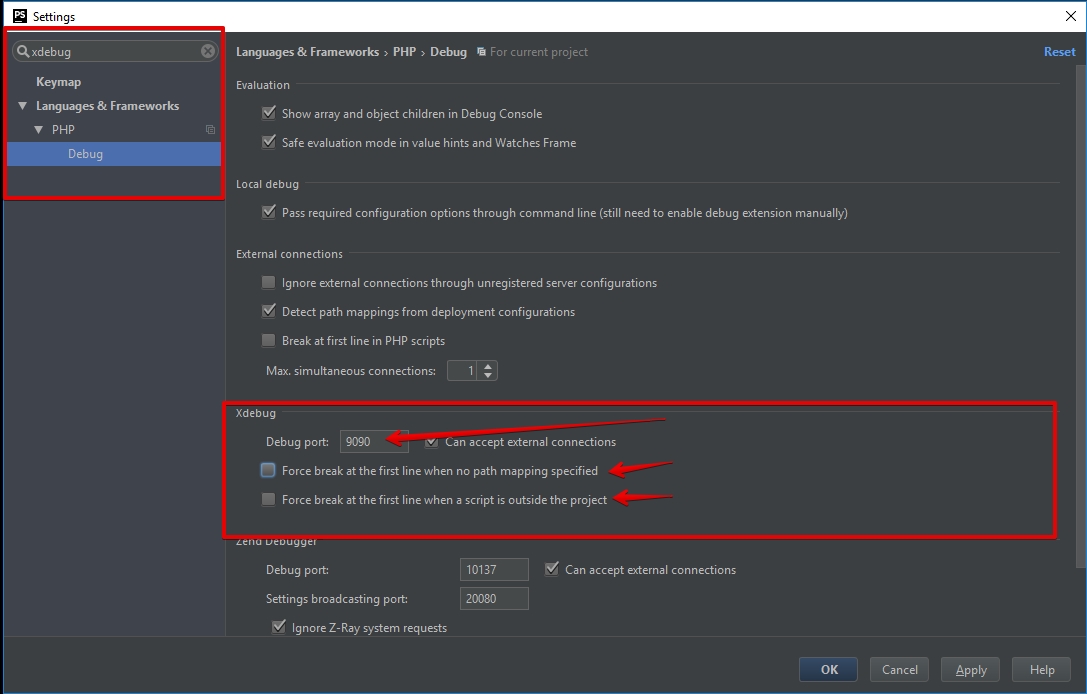 PS Settings
xdebug
Keymap
Languages & Frameworks
PHP
Debug
Languages & Frameworks › PHP › Debug For current project Reset
Evaluation
Show array and object children in Debug Console
Safe evaluation mode in value hints and Watches Frame
Local debug
Pass required configuration options through command line (still need to enable debug extension manually)
External connections
Ignore external connections through unregistered server configurations
Detect path mappings from deployment configurations
Break at first line in PHP scripts
Max. simultaneous connections: 1
Xdebug
Debug port: 9090 Can accept external connections
Force break at the first line when no path mapping specified
Force break at the first line when a script is outside the project
Zend Debugger
Debug port: 10137 Can accept external connections
Settings broadcasting port: 20080
Ignore Z-Ray system requests
OK Cancel Apply Help